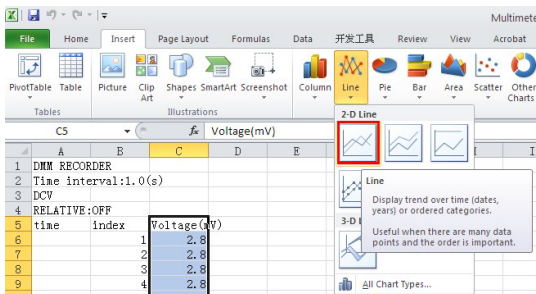 Multimete
File Home Insert Page Layout Formulas Data 开发工具 Review View Acrobat
PivotTable Table Picture Clip Art Shapes SmartArt Screenshot Column Line Pie Bar Area Scatter Other Charts
Tables Illustrations
2-D Line
C5 fx Voltage(mV)
A B C D E I
1 DMM RECORDER
2 Time interval:1.0(s)
3 DCV
4 RELATIVE:OFF
5 time index Voltage(mV)
6 1 2.8
7 2 2.8
8 3 2.8
9 4 2.8
Line
Display trend over time (dates,
years) or ordered categories.
Useful when there are many data
points and the order is important.
3-D L
All Chart Types...